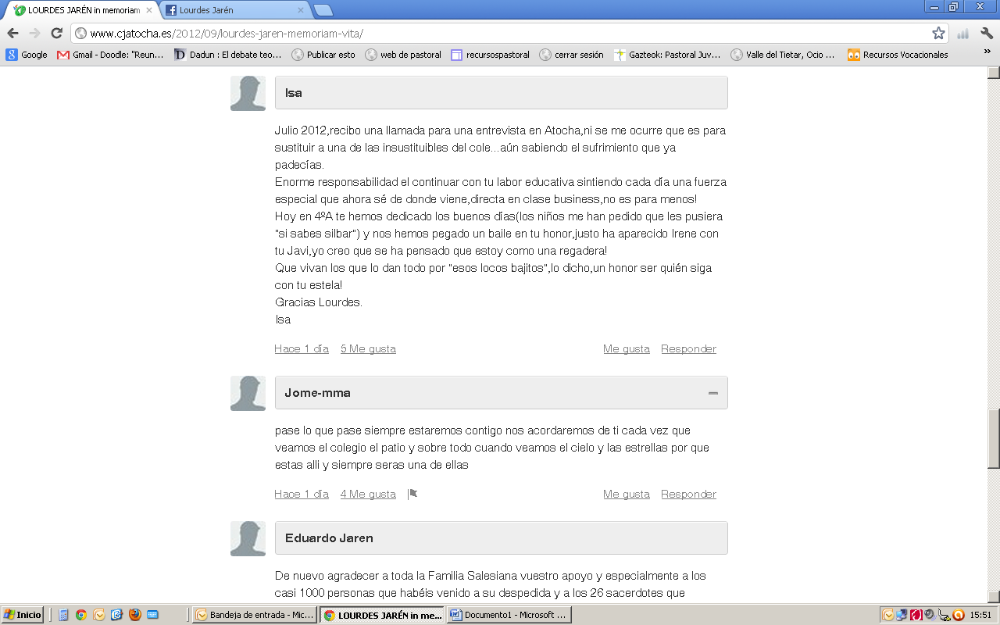 LOURDES JARÉN in memoriam
Lourdes Jarén
www.cjatocha.es/2012/09/lourdes-jaren-memoriam-vita/
Google
Gmail - Doodle: "Reun...
Dadun : El debate teo...
Publicar esto
web de pastoral
recursospastoral
cerrar sesión
Gazteok: Pastoral Juv...
Valle del Tietar, Ocio ...
Recursos Vocacionales
»
Isa
Julio 2012,recibo una llamada para una entrevista en Atocha,ni se me ocurre que es para
sustituir a una de las insustituibles del cole...aún sabiendo el sufrimiento que ya
padecías.
Enorme responsabilidad el continuar con tu labor educativa sintiendo cada día una fuerza
especial que ahora sé de donde viene,directa en clase business,no es para menos!
Hoy en 4ºA te hemos dedicado los buenos días(los niños me han pedido que les pusiera
"si sabes silbar") y nos hemos pegado un baile en tu honor,justo ha aparecido Irene con
tu Javi,yo creo que se ha pensado que estoy como una regadera!
Que vivan los que lo dan todo por "esos locos bajitos",lo dicho,un honor ser quién siga
con tu estela!
Gracias Lourdes.
Isa
Hace 1 día 5 Me gusta Me gusta Responder
Jome-mma
pase lo que pase siempre estaremos contigo nos acordaremos de ti cada vez que
veamos el colegio el patio y sobre todo cuando veamos el cielo y las estrellas por que
estas alli y siempre seras una de ellas
Hace 1 día 4 Me gusta Me gusta Responder
Eduardo Jaren
De nuevo agradecer a toda la Familia Salesiana vuestro apoyo y especialmente a los
casi 1000 personas que habéis venido a su despedida y a los 26 sacerdotes que
Inicio
Bandeja de entrada - Mic...
LOURDES JARÉN in me...
Documento1 - Microsoft ...
15:51